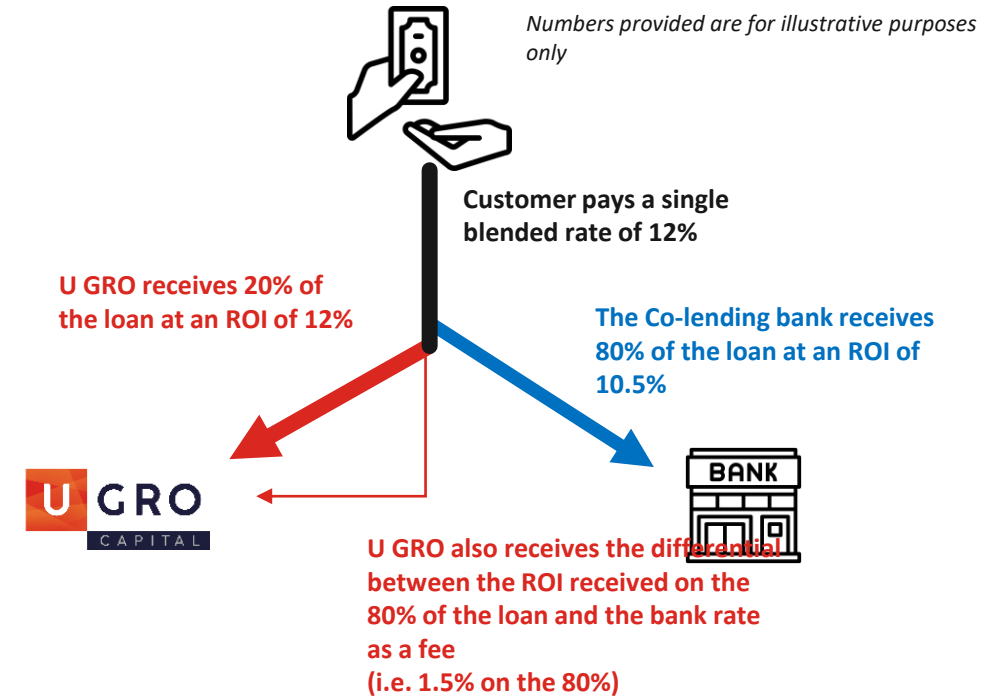 Numbers provided are for illustrative purposes
only
Customer pays a single
blended rate of 12%
U GRO receives 20% of
the loan at an ROI of 12%
The Co-lending bank receives
80% of the loan at an ROI of
10.5%
BANK
U GRO
CAPITAL
U GRO also receives the differential
between the ROI received on the
80% of the loan and the bank rate
as a fee
(i.e. 1.5% on the 80%)